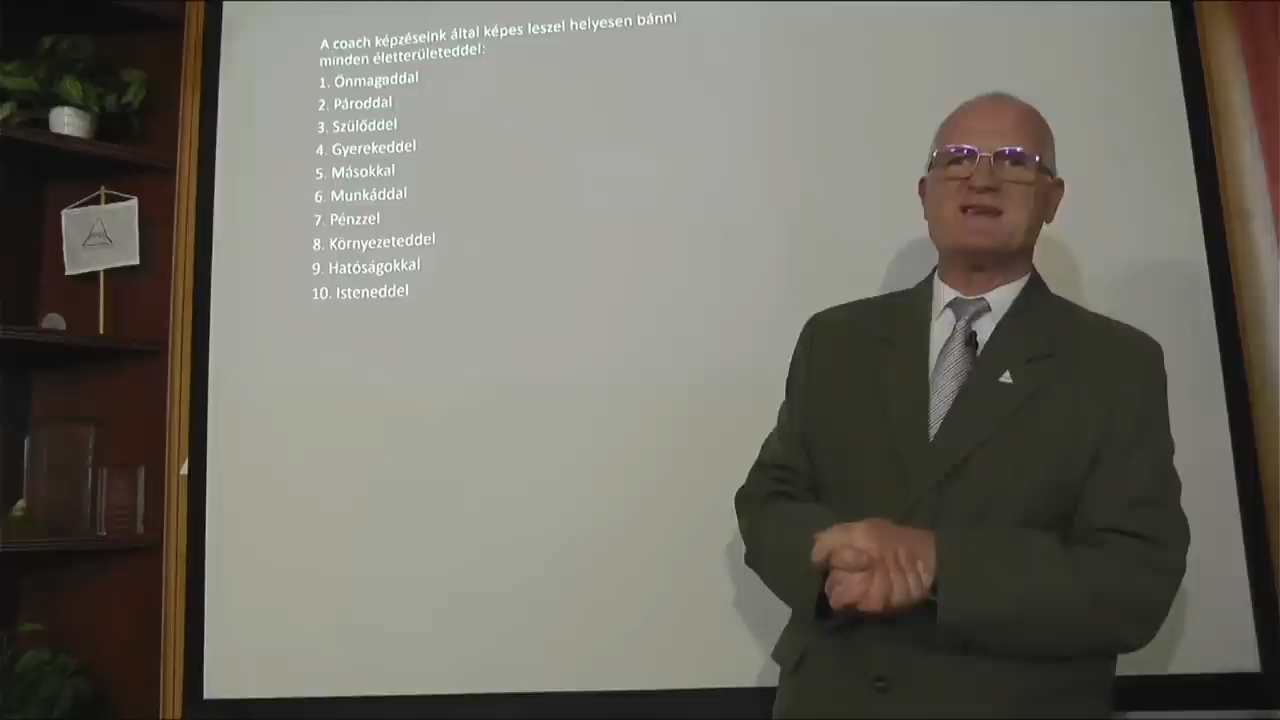 A coach képzéseink által képes leszel helyesen bánni
minden életterületeddel:
1. Önmagaddal
2. Pároddal
3. Szülőddel
4. Gyerekeddel
5. Másokkal
6. Munkáddal
7. Pénzzel
8. Környezeteddel
9. Hatóságokkal
10. Isteneddel